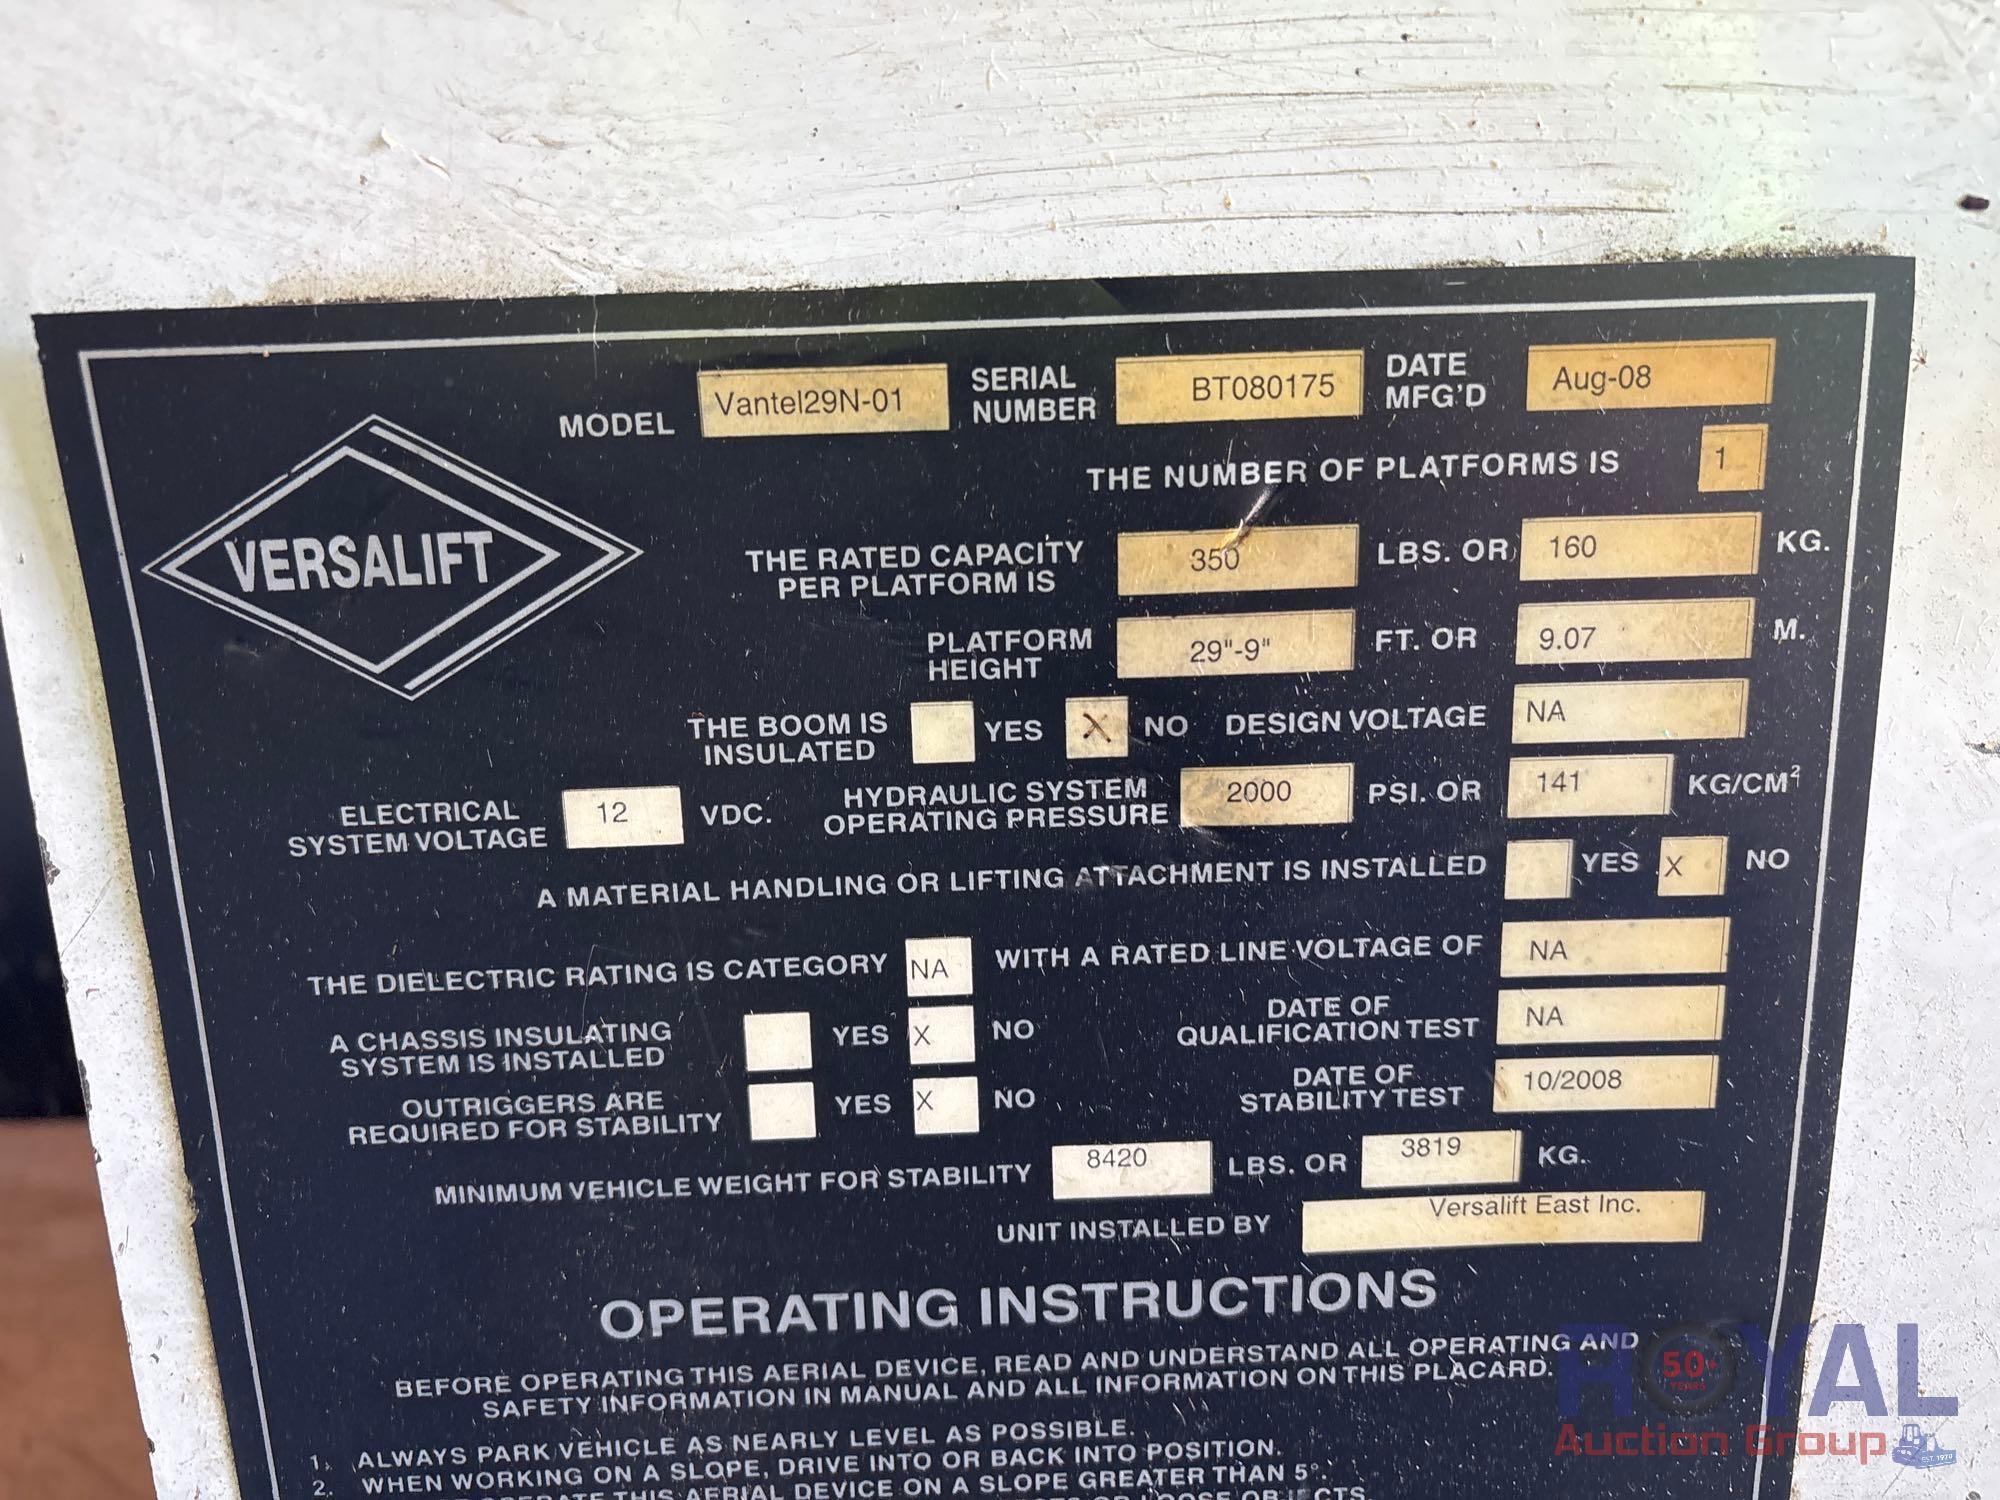 VERSALIFT
MODEL Vantel29N-01 SERIAL NUMBER BT080175 DATE MFG'D Aug-08
THE NUMBER OF PLATFORMS IS 1
THE RATED CAPACITY PER PLATFORM IS 350 LBS. OR 160 KG.
PLATFORM HEIGHT 29"-9" FT. OR 9.07 M.
THE BOOM IS INSULATED YES X NO DESIGN VOLTAGE NA
ELECTRICAL SYSTEM VOLTAGE 12 VDC. HYDRAULIC SYSTEM OPERATING PRESSURE 2000 PSI. OR 141 KG/CM²
A MATERIAL HANDLING OR LIFTING ATTACHMENT IS INSTALLED YES X NO
THE DIELECTRIC RATING IS CATEGORY NA WITH A RATED LINE VOLTAGE OF NA
A CHASSIS INSULATING SYSTEM IS INSTALLED YES X NO DATE OF QUALIFICATION TEST NA
OUTRIGGERS ARE REQUIRED FOR STABILITY YES X NO DATE OF STABILITY TEST 10/2008
MINIMUM VEHICLE WEIGHT FOR STABILITY 8420 LBS. OR 3819 KG.
UNIT INSTALLED BY Versalift East Inc.
OPERATING INSTRUCTIONS
BEFORE OPERATING THIS AERIAL DEVICE, READ AND UNDERSTAND ALL OPERATING AND
SAFETY INFORMATION IN MANUAL AND ALL INFORMATION ON THIS PLACARD.
1. ALWAYS PARK VEHICLE AS NEARLY LEVEL AS POSSIBLE.
2. WHEN WORKING ON A SLOPE, DRIVE INTO OR BACK INTO POSITION.
THIS AERIAL DEVICE ON A SLOPE GREATER THAN 5°.
ROYAL
50+ YEARS
Auction Group
EST. 1970